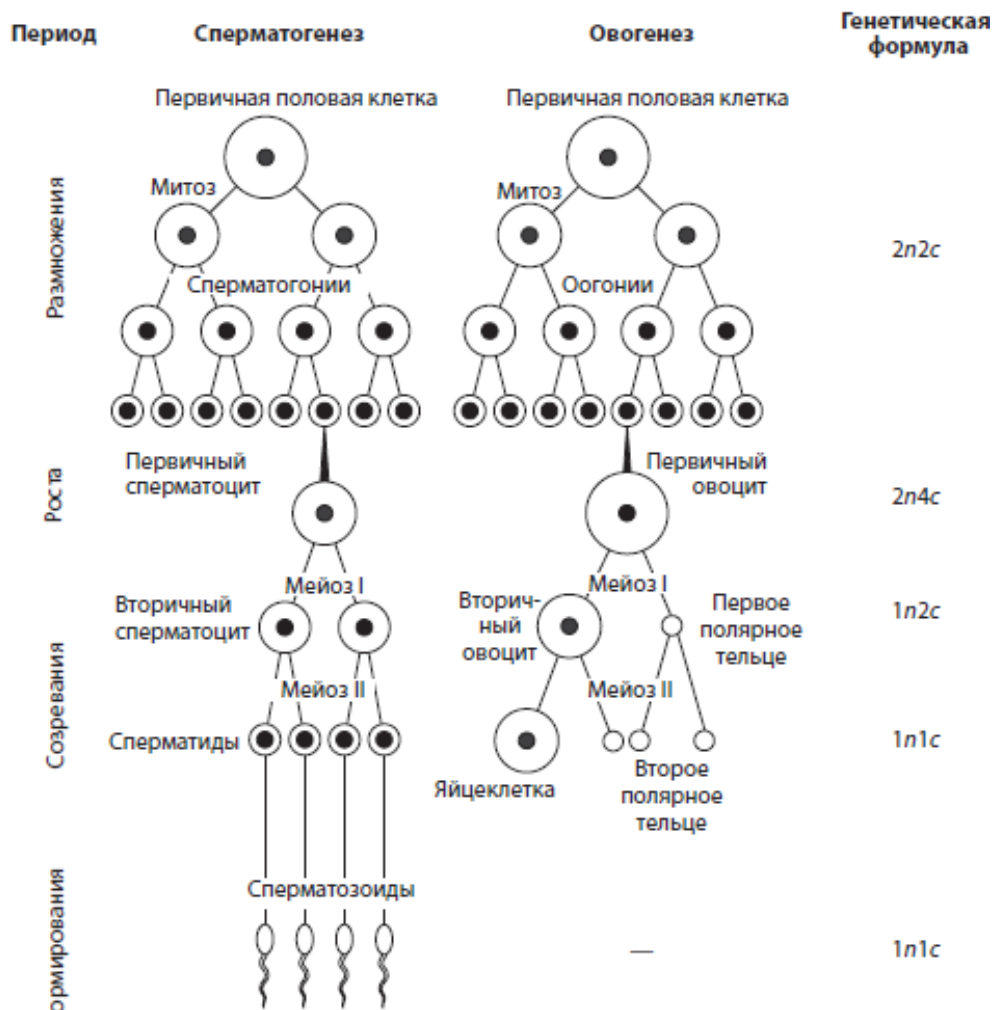 Период
Сперматогенез
Овогенез
Генетическая
формула
Первичная половая клетка
Первичная половая клетка
Размножения
Митоз
Митоз
2n2c
Сперматогонии
Оогонии
Роста
Первичный
сперматоцит
Первичный
овоцит
2n4c
Созревания
Мейоз I
Мейоз I
Вторичный
сперматоцит
Вторич-
ный
овоцит
Первое
полярное
тельце
1n2c
Мейоз II
Мейоз II
Сперматиды
Яйцеклетка
Второе
полярное
тельце
1n1c
ормирования
Сперматозоиды
—
1n1c